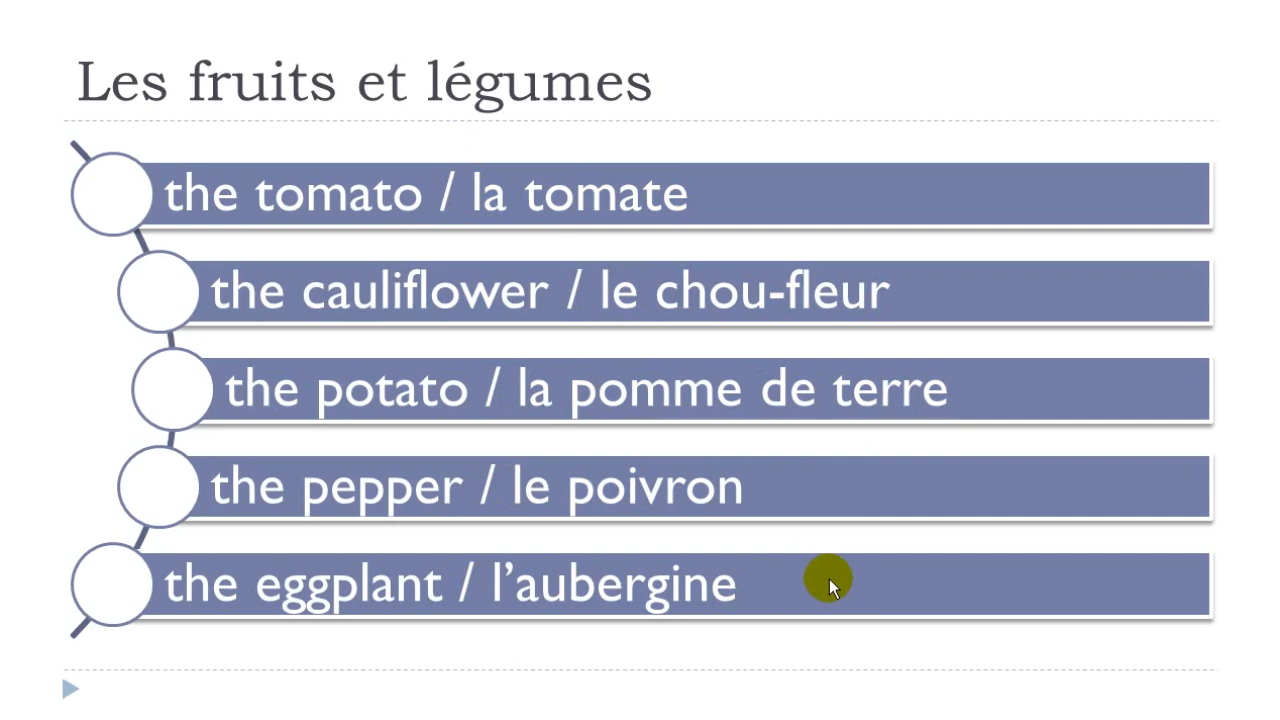 Les fruits et légumes
the tomato / la tomate
the cauliflower / le chou-fleur
the potato / la pomme de terre
the pepper / le poivron
the eggplant / l’aubergine